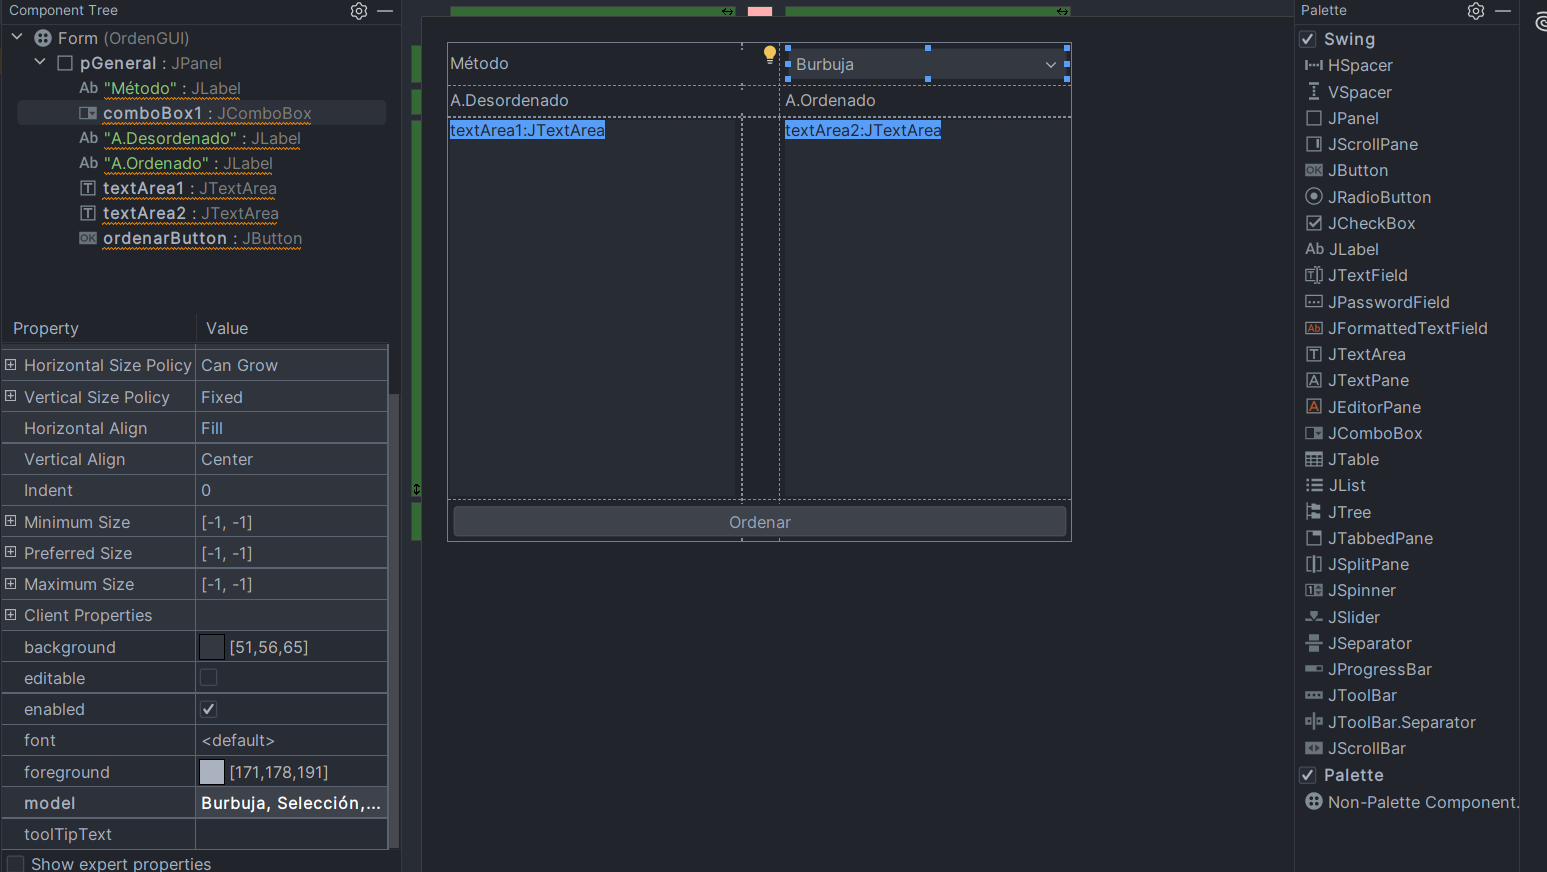 Component Tree
Form (OrdenGUI)
pGeneral : JPanel
Ab "Método" : JLabel
comboBox1 : JComboBox
Ab "A.Desordenado" : JLabel
Ab "A.Ordenado" : JLabel
T textArea1 : JTextArea
T textArea2 : JTextArea
OK ordenarButton : JButton
Property Value
Horizontal Size Policy Can Grow
Vertical Size Policy Fixed
Horizontal Align Fill
Vertical Align Center
Indent 0
Minimum Size [-1, -1]
Preferred Size [-1, -1]
Maximum Size [-1, -1]
Client Properties
background [51,56,65]
editable
enabled
font <default>
foreground [171,178,191]
model Burbuja, Selección,...
toolTipText
Show expert properties
Método
Burbuja
A.Desordenado A.Ordenado
textArea1:JTextArea textArea2:JTextArea
Ordenar
Palette
Swing
HSpacer
VSpacer
JPanel
JScrollPane
OK JButton
JRadioButton
JCheckBox
Ab JLabel
T JTextField
JPasswordField
Ab JFormattedTextField
T JTextArea
A JTextPane
A JEditorPane
JComboBox
JTable
JList
JTree
JTabbedPane
JSplitPane
1 JSpinner
JSlider
JSeparator
JProgressBar
JToolBar
JToolBar.Separator
JScrollBar
Palette
Non-Palette Component.